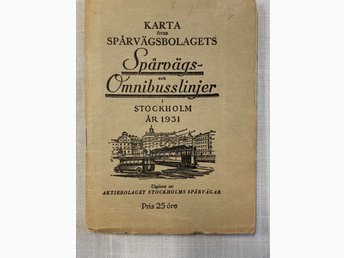 KARTA
ÖVER
SPÅRVÄGSBOLAGETS
Spårvägs-
och
Omnibusslinjer
I
STOCKHOLM
ÅR 1931
Utgiven av
AKTIEBOLAGET STOCKHOLMS SPÅRVÄGAR
Pris 25 öre